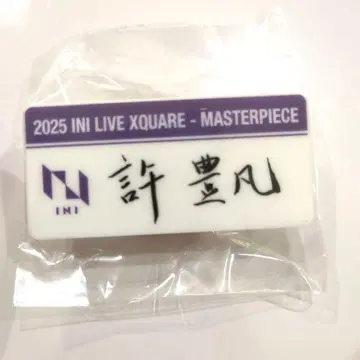 2025 INI LIVE XQUARE - MASTERPIECE
許豊凡
INI